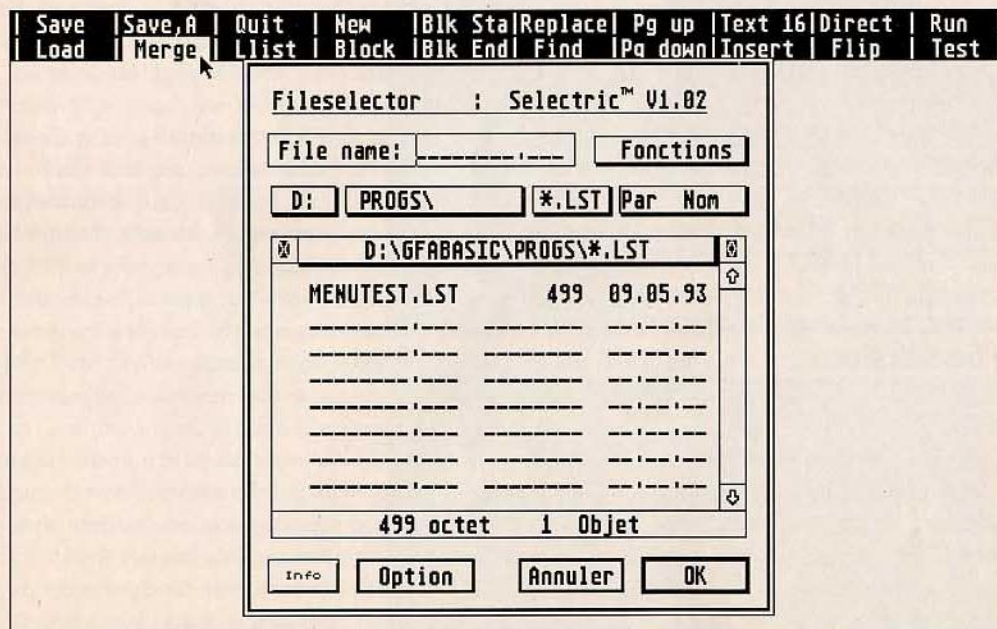 Save |Save,A | Quit | New |Blk Sta|Replace| Pg up |Text 16|Direct | Run
Load | Merge | Llist | Block |Blk End| Find |Pg down|Insert | Flip | Test
Fileselector : Selectric™ V1.02
File name: ________.___ Fonctions
D: PROGS\ *.LST Par Nom
D:\GFABASIC\PROGS\*.LST
MENUTEST.LST 499 09.05.93
499 octet 1 Objet
Info Option Annuler OK